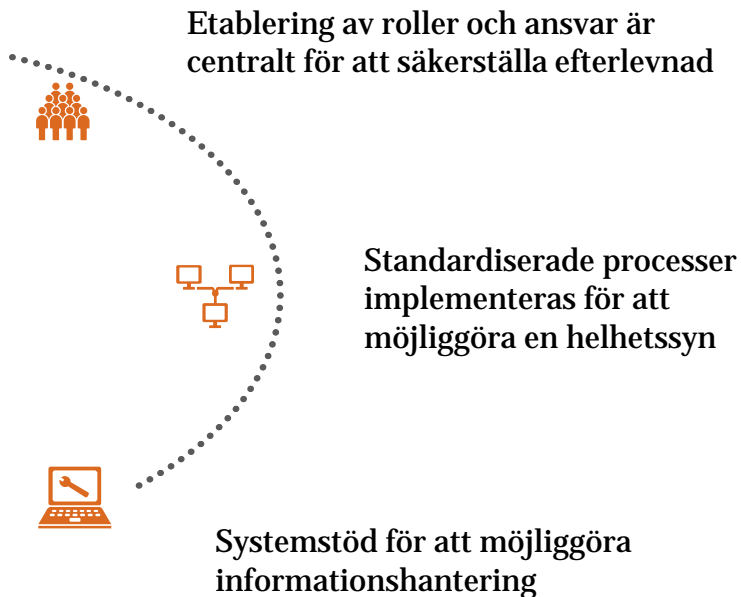 Etablering av roller och ansvar är
centralt för att säkerställa efterlevnad
Standardiserade processer
implementeras för att
möjliggöra en helhetssyn
Systemstöd för att möjliggöra
informationshantering